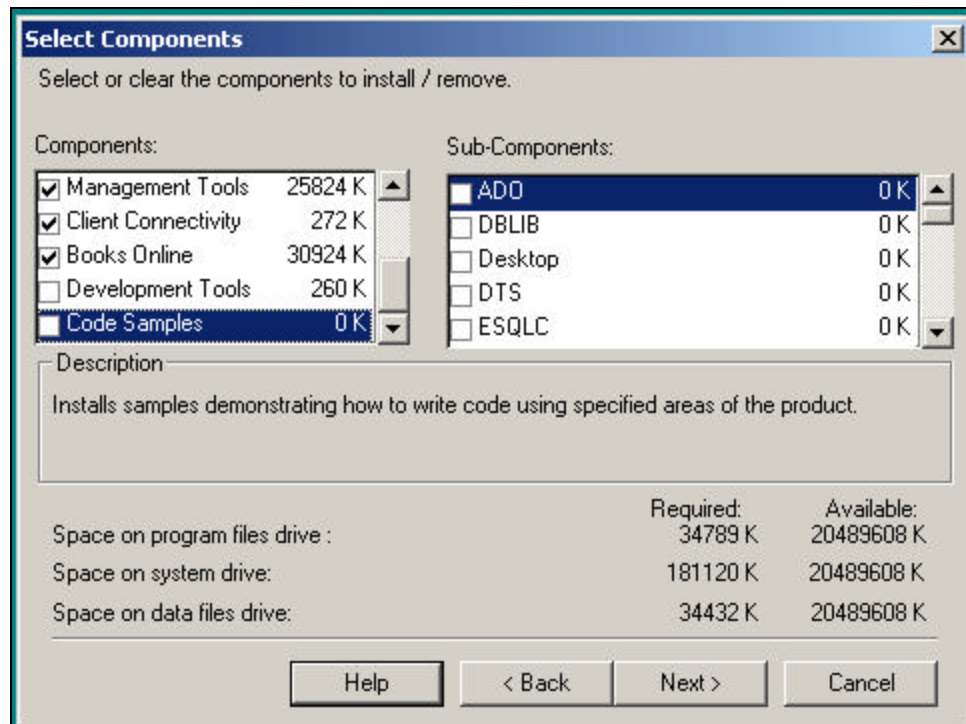 Select Components
Select or clear the components to install / remove.
Components:
Management Tools 25824 K
Client Connectivity 272 K
Books Online 30924 K
Development Tools 260 K
Code Samples 0 K
Sub-Components:
ADO 0 K
DBLIB 0 K
Desktop 0 K
DTS 0 K
ESQLC 0 K
Description
Installs samples demonstrating how to write code using specified areas of the product.
Required: Available:
Space on program files drive : 34789 K 20489608 K
Space on system drive: 181120 K 20489608 K
Space on data files drive: 34432 K 20489608 K
Help < Back Next > Cancel